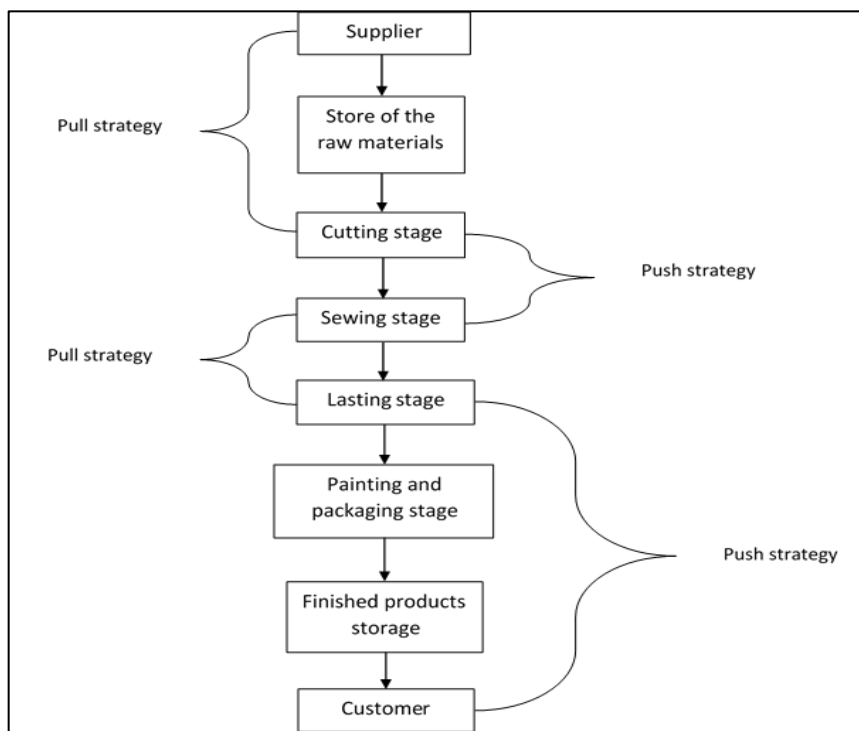 Supplier
Pull strategy
Store of the
raw materials
Cutting stage
Push strategy
Sewing stage
Pull strategy
Lasting stage
Painting and
packaging stage
Push strategy
Finished products
storage
Customer